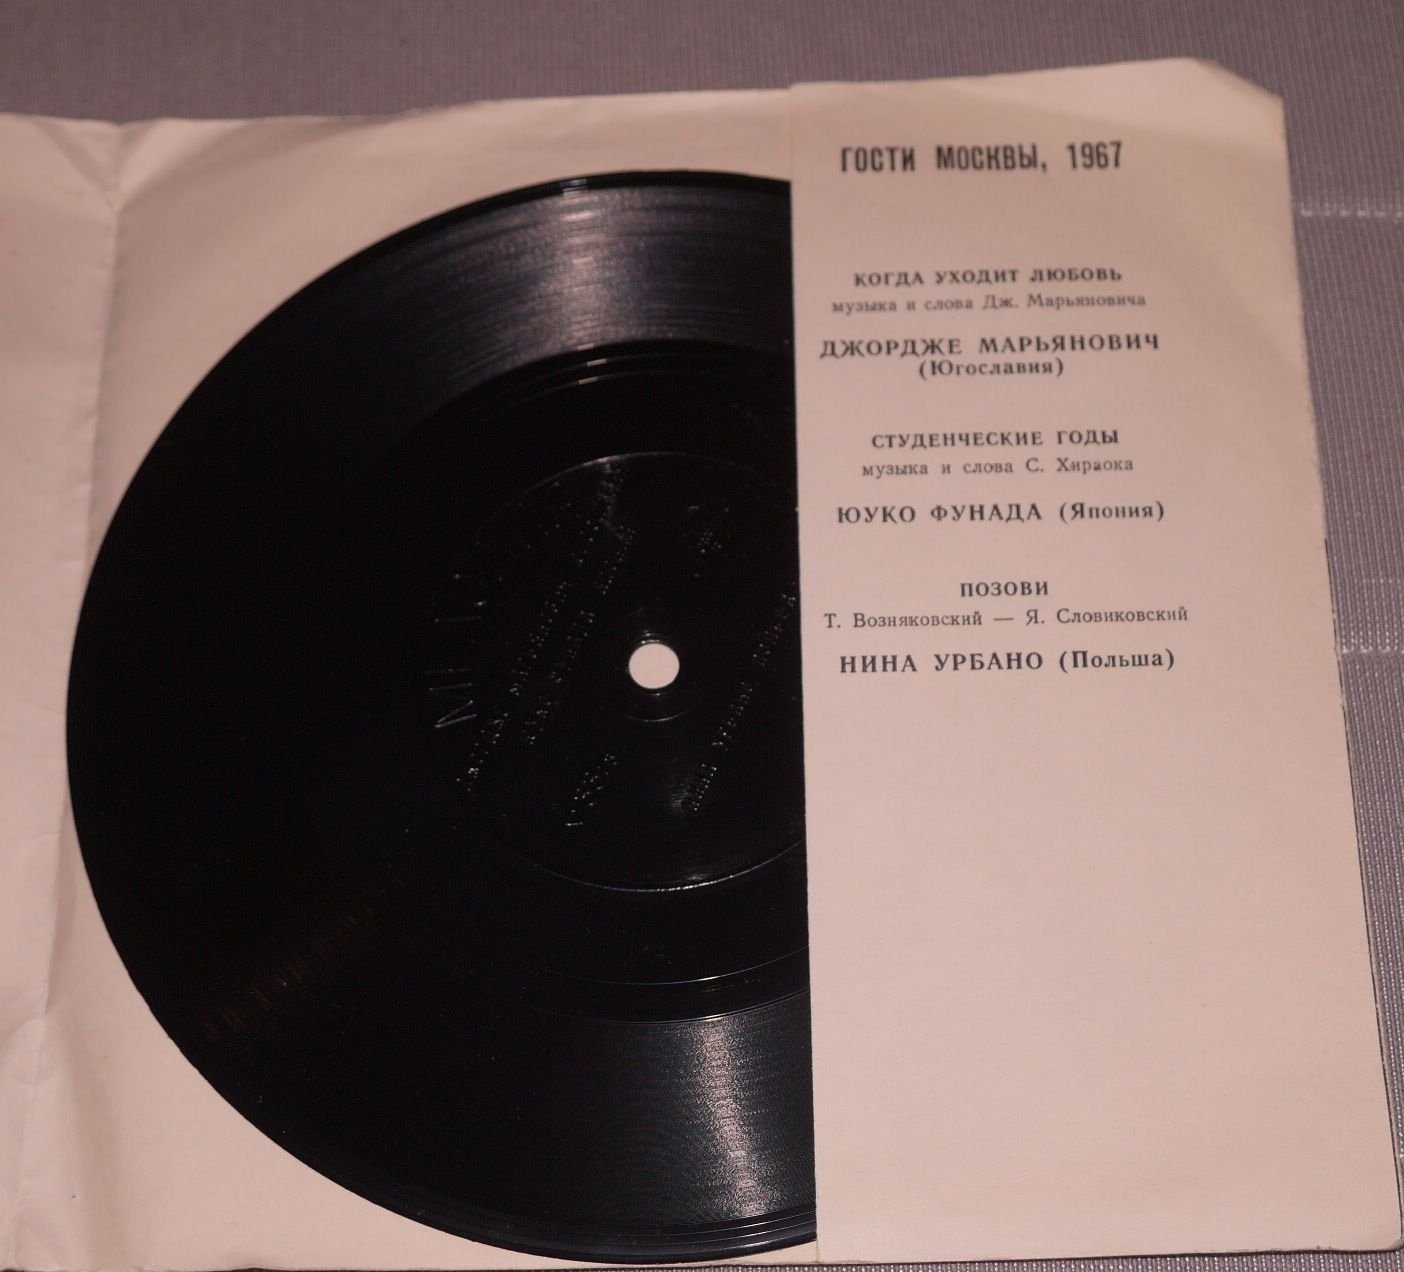 ГОСТИ МОСКВЫ, 1967
КОГДА УХОДИТ ЛЮБОВЬ
музыка и слова Дж. Марьяновича
ДЖОРДЖЕ МАРЬЯНОВИЧ
(Югославия)
СТУДЕНЧЕСКИЕ ГОДЫ
музыка и слова С. Хираока
ЮУКО ФУНАДА (Япония)
ПОЗОВИ
Т. Возняковский — Я. Словиковский
НИНА УРБАНО (Польша)